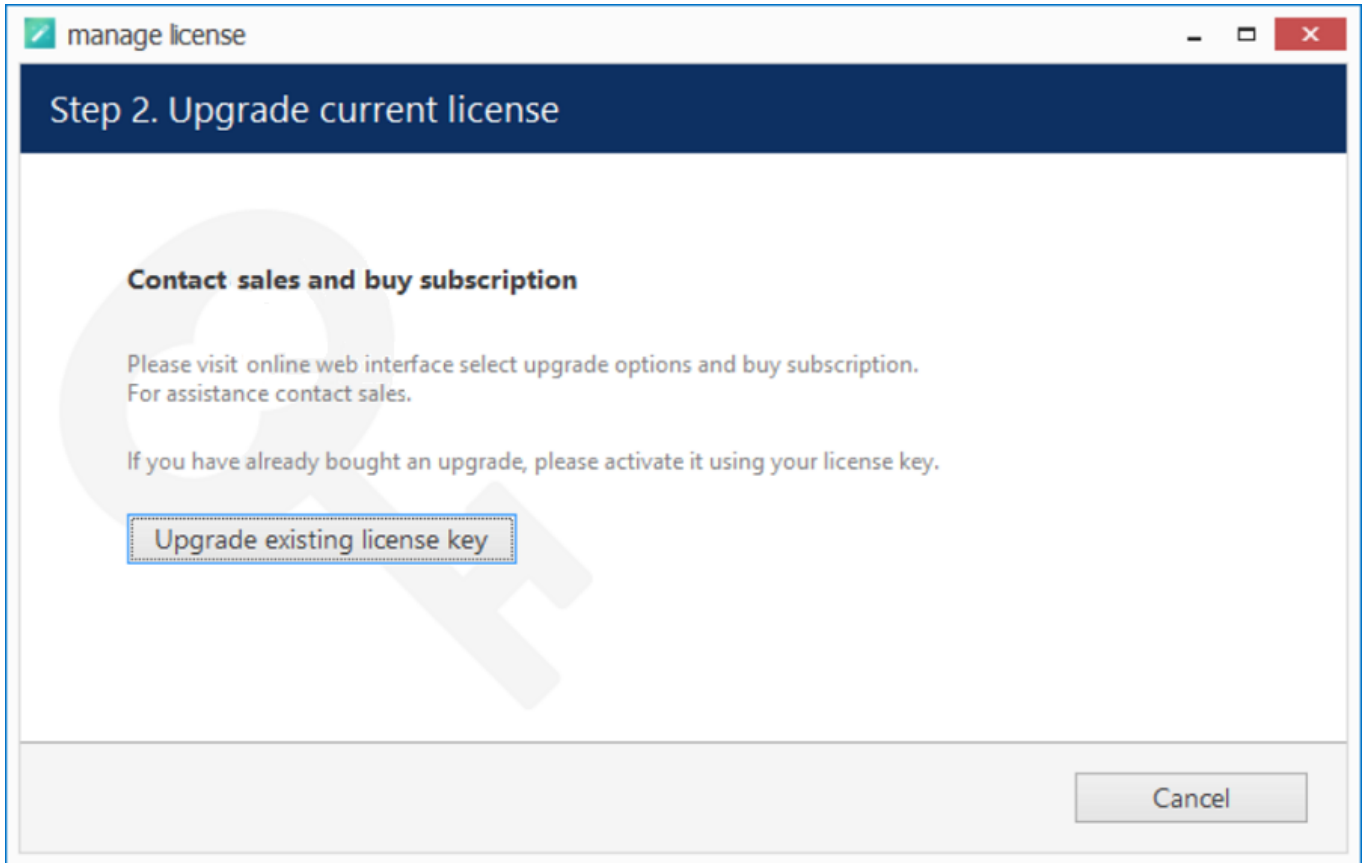 manage license
Step 2. Upgrade current license
Contact sales and buy subscription
Please visit online web interface select upgrade options and buy subscription.
For assistance contact sales.
If you have already bought an upgrade, please activate it using your license key.
Upgrade existing license key
Cancel